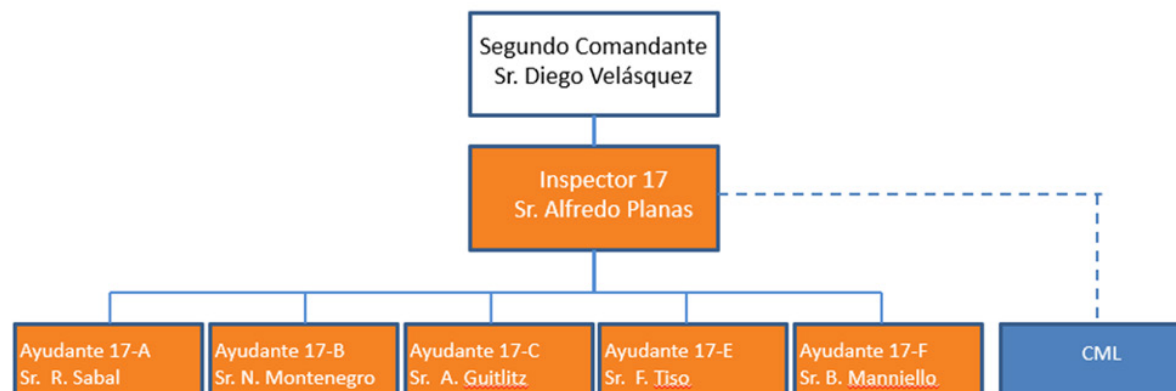 Segundo Comandante
Sr. Diego Velásquez
Inspector 17
Sr. Alfredo Planas
Ayudante 17-A
Sr. R. Sabal
Ayudante 17-B
Sr. N. Montenegro
Ayudante 17-C
Sr. A. Guitlitz
Ayudante 17-E
Sr. F. Tiso
Ayudante 17-F
Sr. B. Manniello
CML